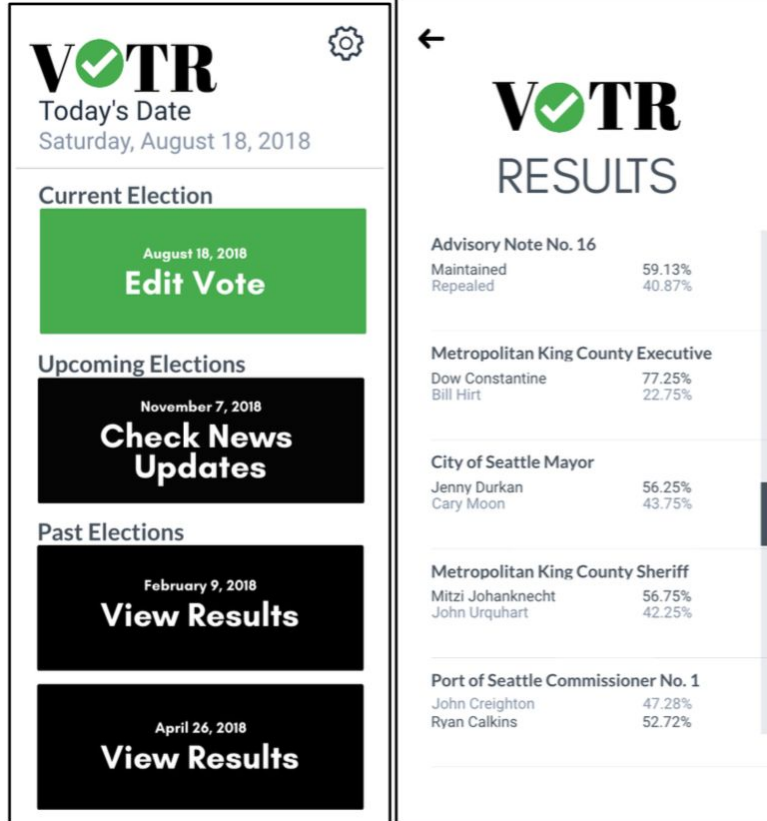 VOTR
Today's Date
Saturday, August 18, 2018
Current Election
August 18, 2018
Edit Vote
Upcoming Elections
November 7, 2018
Check News
Updates
Past Elections
February 9, 2018
View Results
April 26, 2018
View Results
VOTR
RESULTS
Advisory Note No. 16
Maintained 59.13%
Repealed 40.87%
Metropolitan King County Executive
Dow Constantine 77.25%
Bill Hirt 22.75%
City of Seattle Mayor
Jenny Durkan 56.25%
Cary Moon 43.75%
Metropolitan King County Sheriff
Mitzi Johanknecht 56.75%
John Urquhart 42.25%
Port of Seattle Commissioner No. 1
John Creighton 47.28%
Ryan Calkins 52.72%